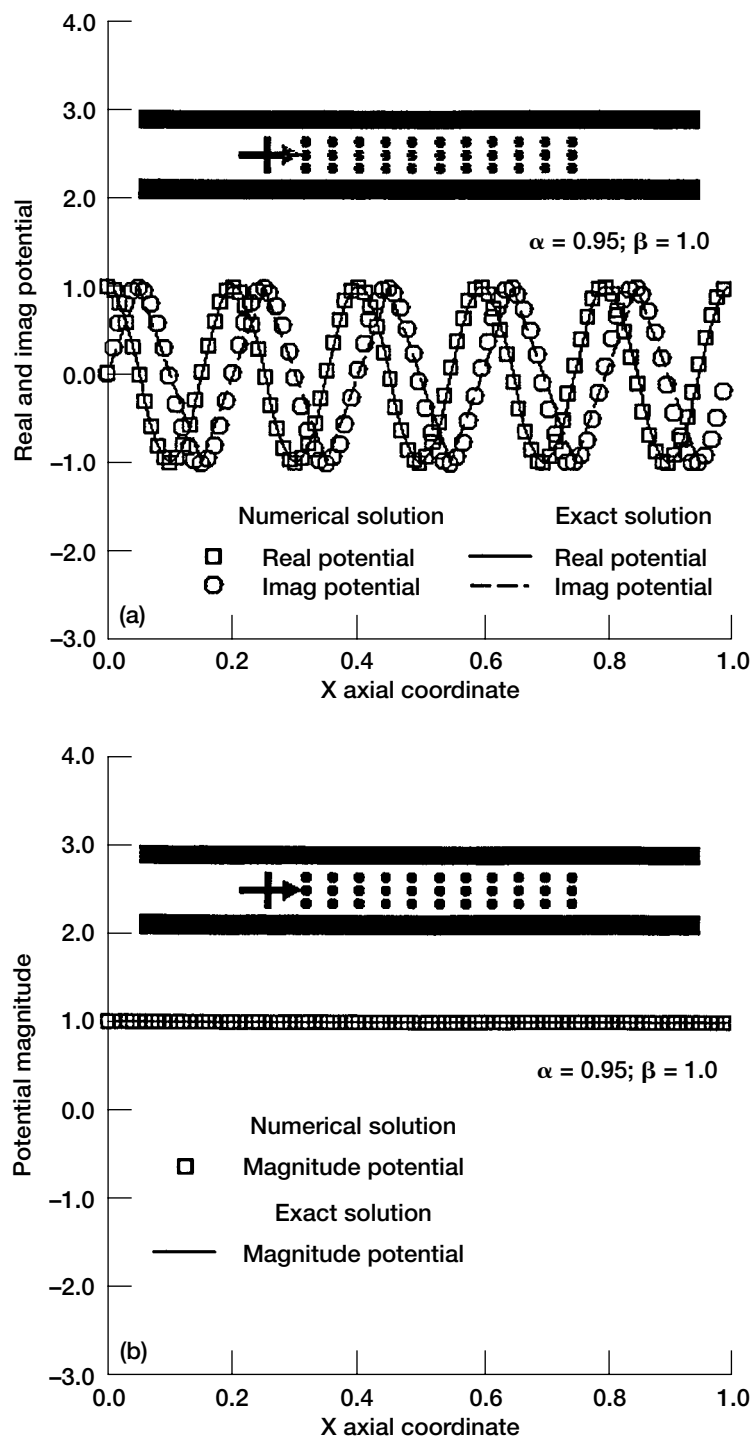 4.0
3.0
2.0
α = 0.95; β = 1.0
1.0
0.0
−1.0
−2.0
−3.0
Real and imag potential
Numerical solution Exact solution
Real potential Real potential
Imag potential Imag potential
(a)
0.0 0.2 0.4 0.6 0.8 1.0
X axial coordinate
4.0
3.0
2.0
1.0
α = 0.95; β = 1.0
0.0
−1.0
−2.0
−3.0
Potential magnitude
Numerical solution
Magnitude potential
Exact solution
Magnitude potential
(b)
0.0 0.2 0.4 0.6 0.8 1.0
X axial coordinate